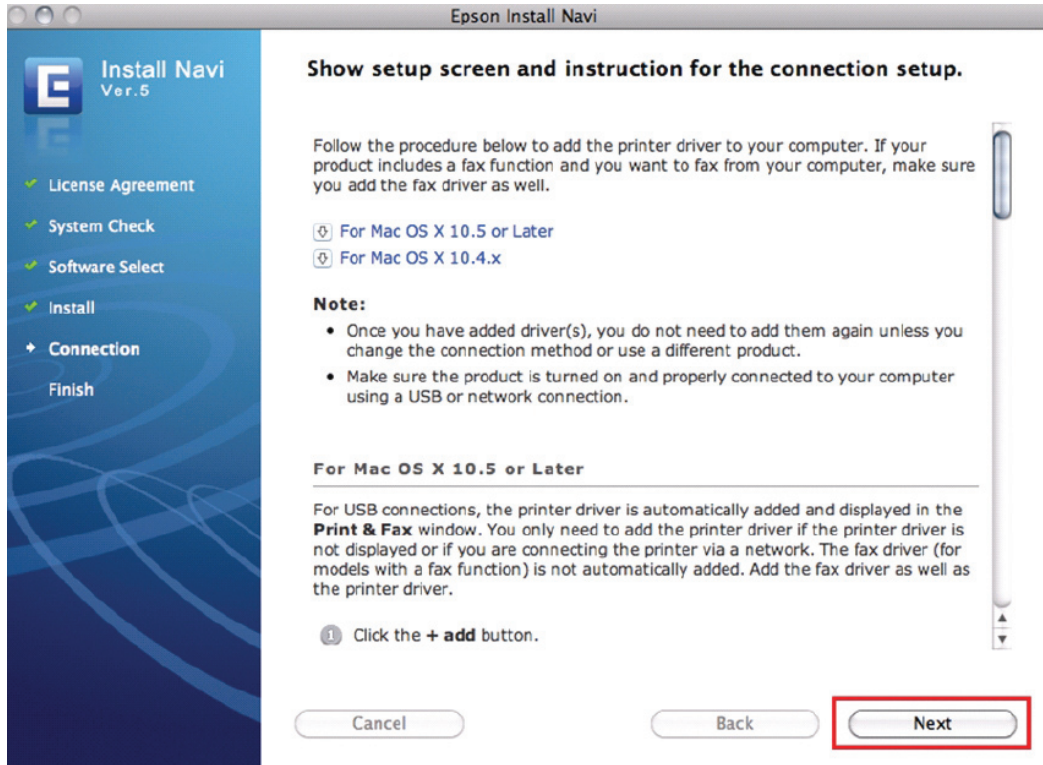 Epson Install Navi
E
Install Navi
Ver.5
License Agreement
System Check
Software Select
Install
Connection
Finish
Show setup screen and instruction for the connection setup.
Follow the procedure below to add the printer driver to your computer. If your
product includes a fax function and you want to fax from your computer, make sure
you add the fax driver as well.
For Mac OS X 10.5 or Later
For Mac OS X 10.4.x
Note:
• Once you have added driver(s), you do not need to add them again unless you
change the connection method or use a different product.
• Make sure the product is turned on and properly connected to your computer
using a USB or network connection.
For Mac OS X 10.5 or Later
For USB connections, the printer driver is automatically added and displayed in the
Print & Fax window. You only need to add the printer driver if the printer driver is
not displayed or if you are connecting the printer via a network. The fax driver (for
models with a fax function) is not automatically added. Add the fax driver as well as
the printer driver.
1 Click the + add button.
Cancel
Back
Next